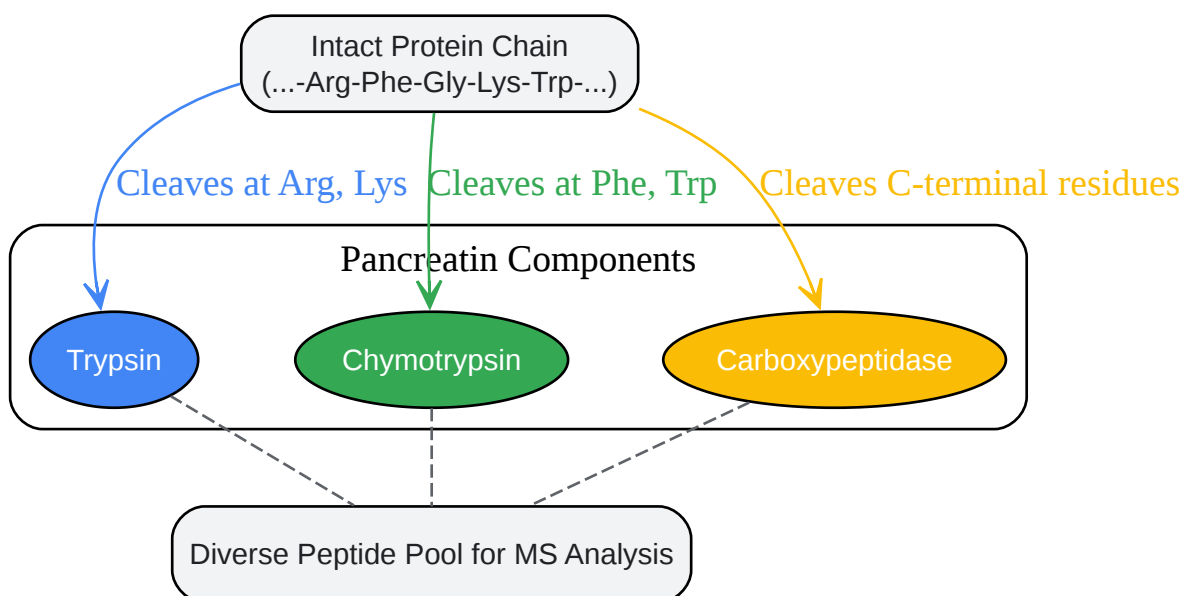 Intact Protein Chain
(...-Arg-Phe-Gly-Lys-Trp-...)
Cleaves at Arg, Lys
Cleaves at Phe, Trp
Cleaves C-terminal residues
Pancreatin Components
Trypsin
Chymotrypsin
Carboxypeptidase
Diverse Peptide Pool for MS Analysis